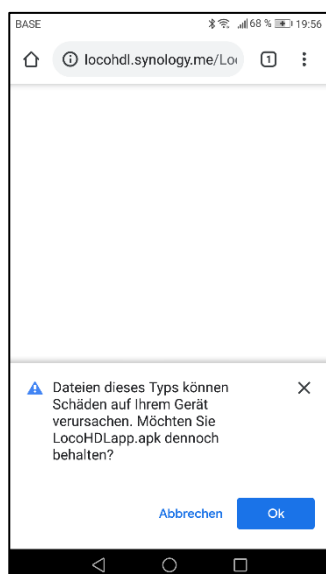 BASE 68 % 19:56
locohdl.synology.me/Lo 1
Dateien dieses Typs können
Schäden auf Ihrem Gerät
verursachen. Möchten Sie
LocoHDLapp.apk dennoch
behalten?
Abbrechen Ok